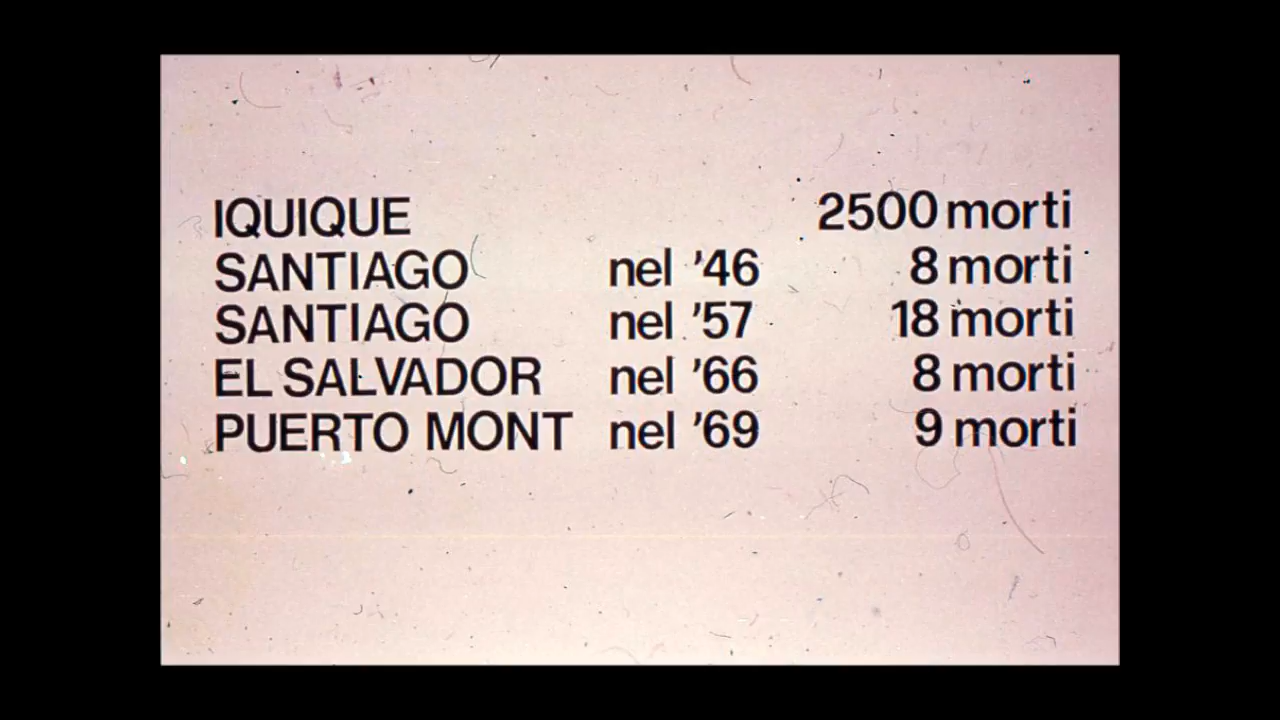 IQUIQUE 2500 morti
SANTIAGO nel '46 8 morti
SANTIAGO nel '57 18 morti
EL SALVADOR nel '66 8 morti
PUERTO MONT nel '69 9 morti